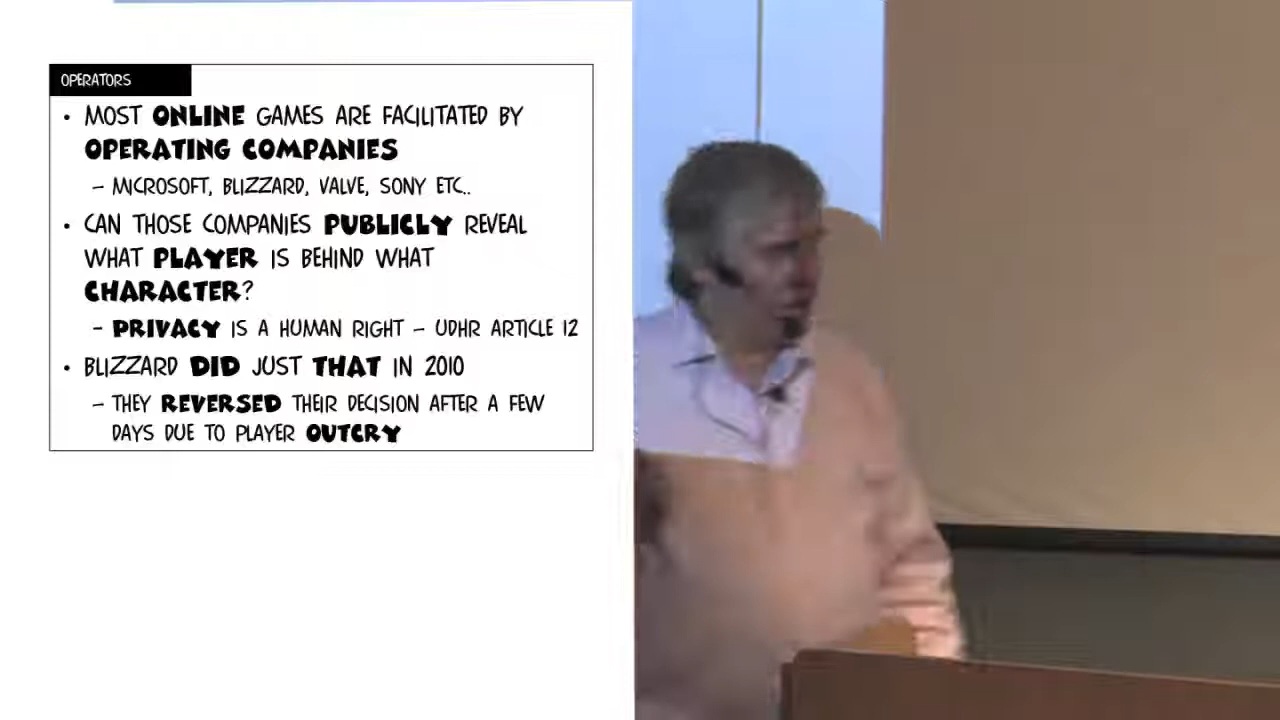 OPERATORS
• MOST ONLINE GAMES ARE FACILITATED BY
OPERATING COMPANIES
– MICROSOFT, BLIZZARD, VALVE, SONY ETC..
• CAN THOSE COMPANIES PUBLICLY REVEAL
WHAT PLAYER IS BEHIND WHAT
CHARACTER?
– PRIVACY IS A HUMAN RIGHT – UDHR ARTICLE 12
• BLIZZARD DID JUST THAT IN 2010
– THEY REVERSED THEIR DECISION AFTER A FEW
DAYS DUE TO PLAYER OUTCRY